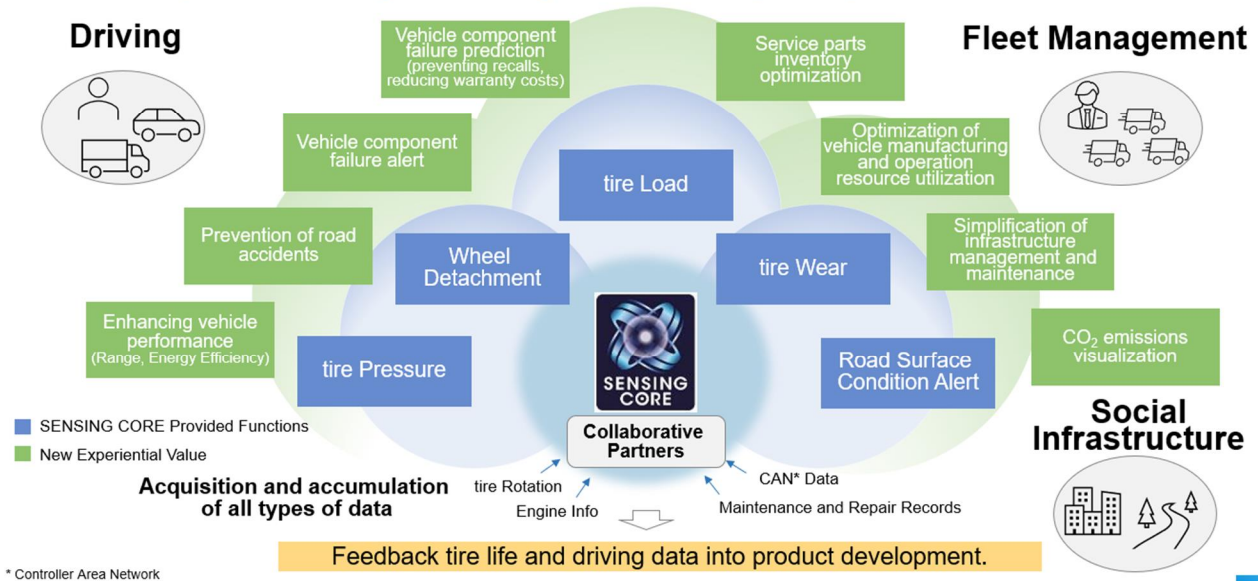 Driving
Fleet Management
Vehicle component
failure prediction
(preventing recalls,
reducing warranty costs)
Service parts
inventory
optimization
Vehicle component
failure alert
Optimization of
vehicle manufacturing
and operation
resource utilization
tire Load
Prevention of road
accidents
Wheel
Detachment
tire Wear
Simplification of
infrastructure
management and
maintenance
Enhancing vehicle
performance
(Range, Energy Efficiency)
tire Pressure
SENSING
CORE
Road Surface
Condition Alert
CO₂ emissions
visualization
SENSING CORE Provided Functions
New Experiential Value
Collaborative
Partners
Social
Infrastructure
Acquisition and accumulation
of all types of data
tire Rotation
Engine Info
CAN* Data
Maintenance and Repair Records
Feedback tire life and driving data into product development.
* Controller Area Network